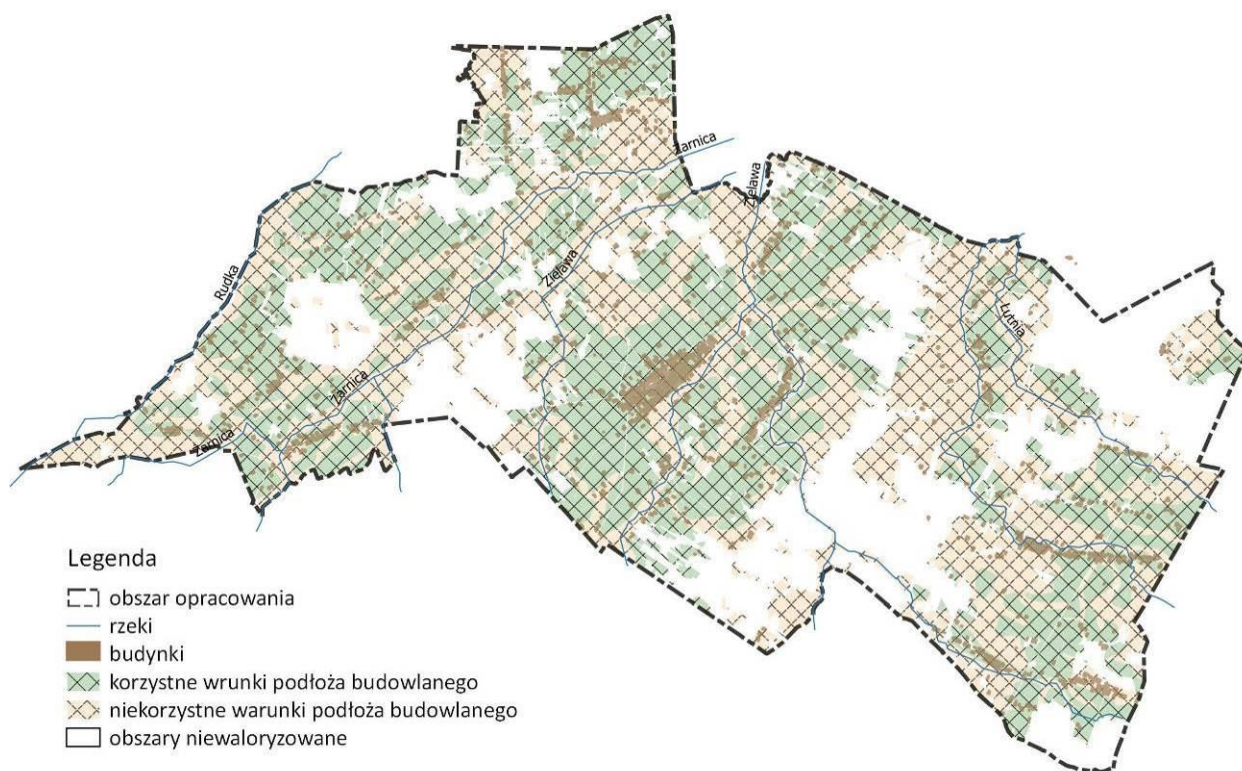 Żarnica
Zielawa
Zielawa
Rudka
Lutnia
Żarnica
Żarnica
Legenda
obszar opracowania
rzeki
budynki
korzystne wrunki podłoża budowlanego
niekorzystne warunki podłoża budowlanego
obszary niewaloryzowane